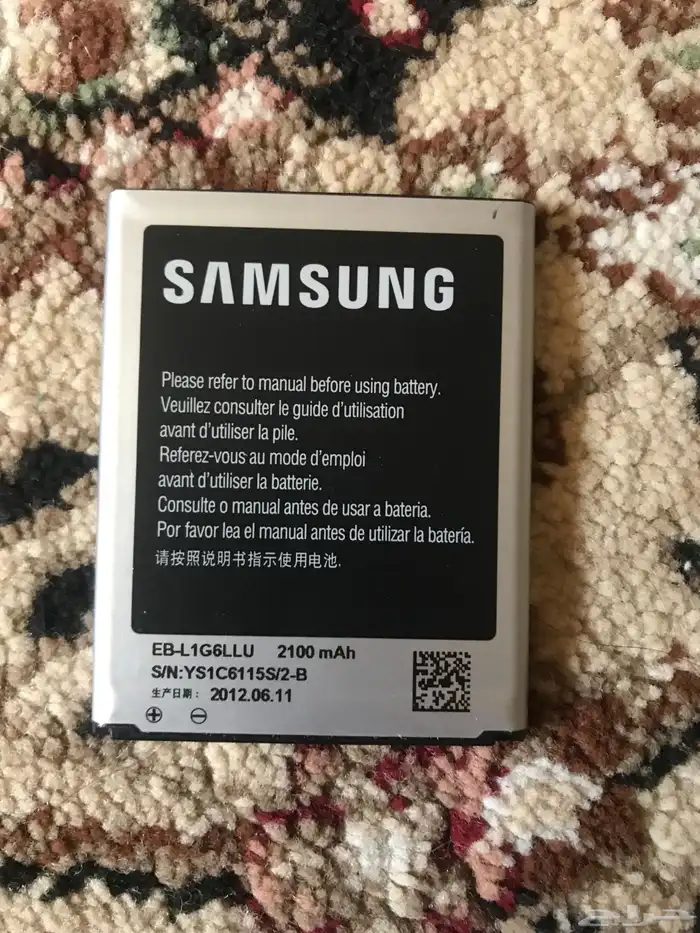 SAMSUNG
Please refer to manual before using battery.
Veuillez consulter le guide d'utilisation
avant d'utiliser la pile.
Referez-vous au mode d'emploi
avant d'utiliser la batterie.
Consulte o manual antes de usar a bateria.
Por favor lea el manual antes de utilizar la batería.
请按照说明书指示使用电池.
EB-L1G6LLU 2100 mAh
S/N:YS1C6115S/2-B
生产日期: 2012.06.11
⊕ ⊖
حراج